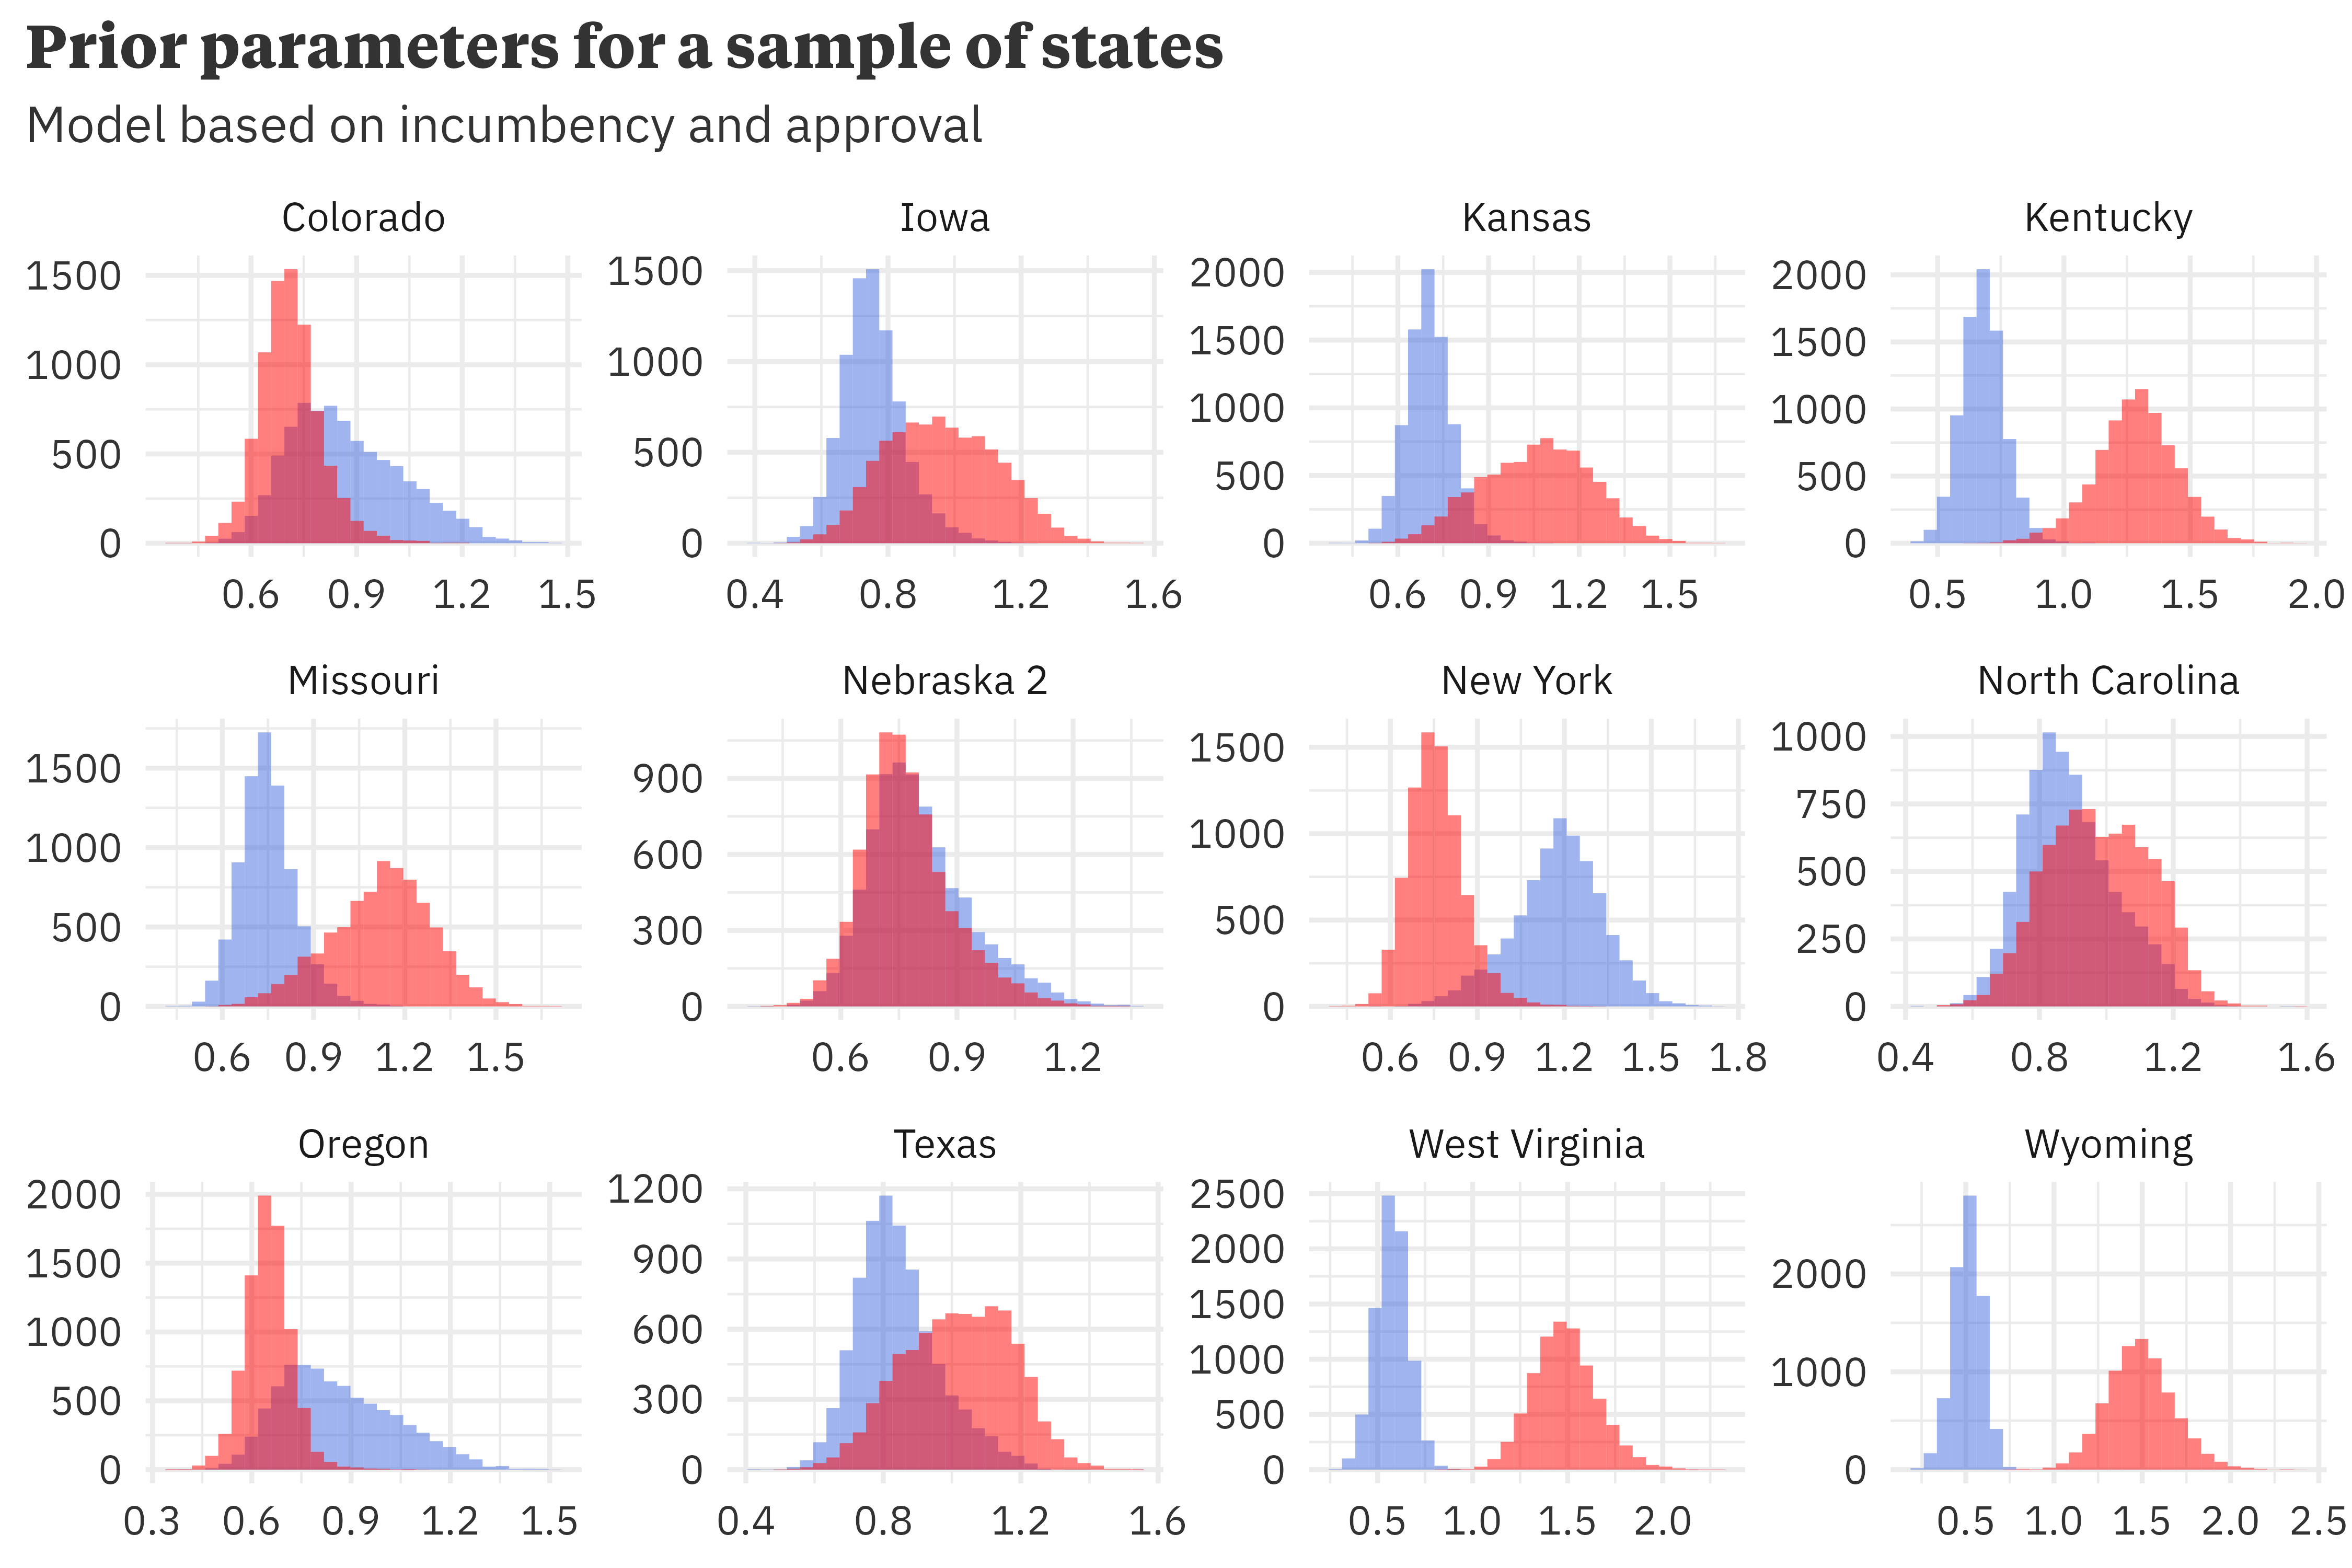 Prior parameters for a sample of states
Model based on incumbency and approval
Colorado Iowa Kansas Kentucky
1500 1000 500 0
0.6 0.9 1.2 1.5
1500 1000 500 0
0.4 0.8 1.2 1.6
2000 1500 1000 500 0
0.6 0.9 1.2 1.5
2000 1500 1000 500 0
0.5 1.0 1.5 2.0
Missouri Nebraska 2 New York North Carolina
1500 1000 500 0
0.6 0.9 1.2 1.5
900 600 300 0
0.6 0.9 1.2
1500 1000 500 0
0.6 0.9 1.2 1.5 1.8
1000 750 500 250 0
0.4 0.8 1.2 1.6
Oregon Texas West Virginia Wyoming
2000 1500 1000 500 0
0.3 0.6 0.9 1.2 1.5
1200 900 600 300 0
0.4 0.8 1.2 1.6
2500 2000 1500 1000 500 0
0.5 1.0 1.5 2.0
2000 1000 0
0.5 1.0 1.5 2.0 2.5